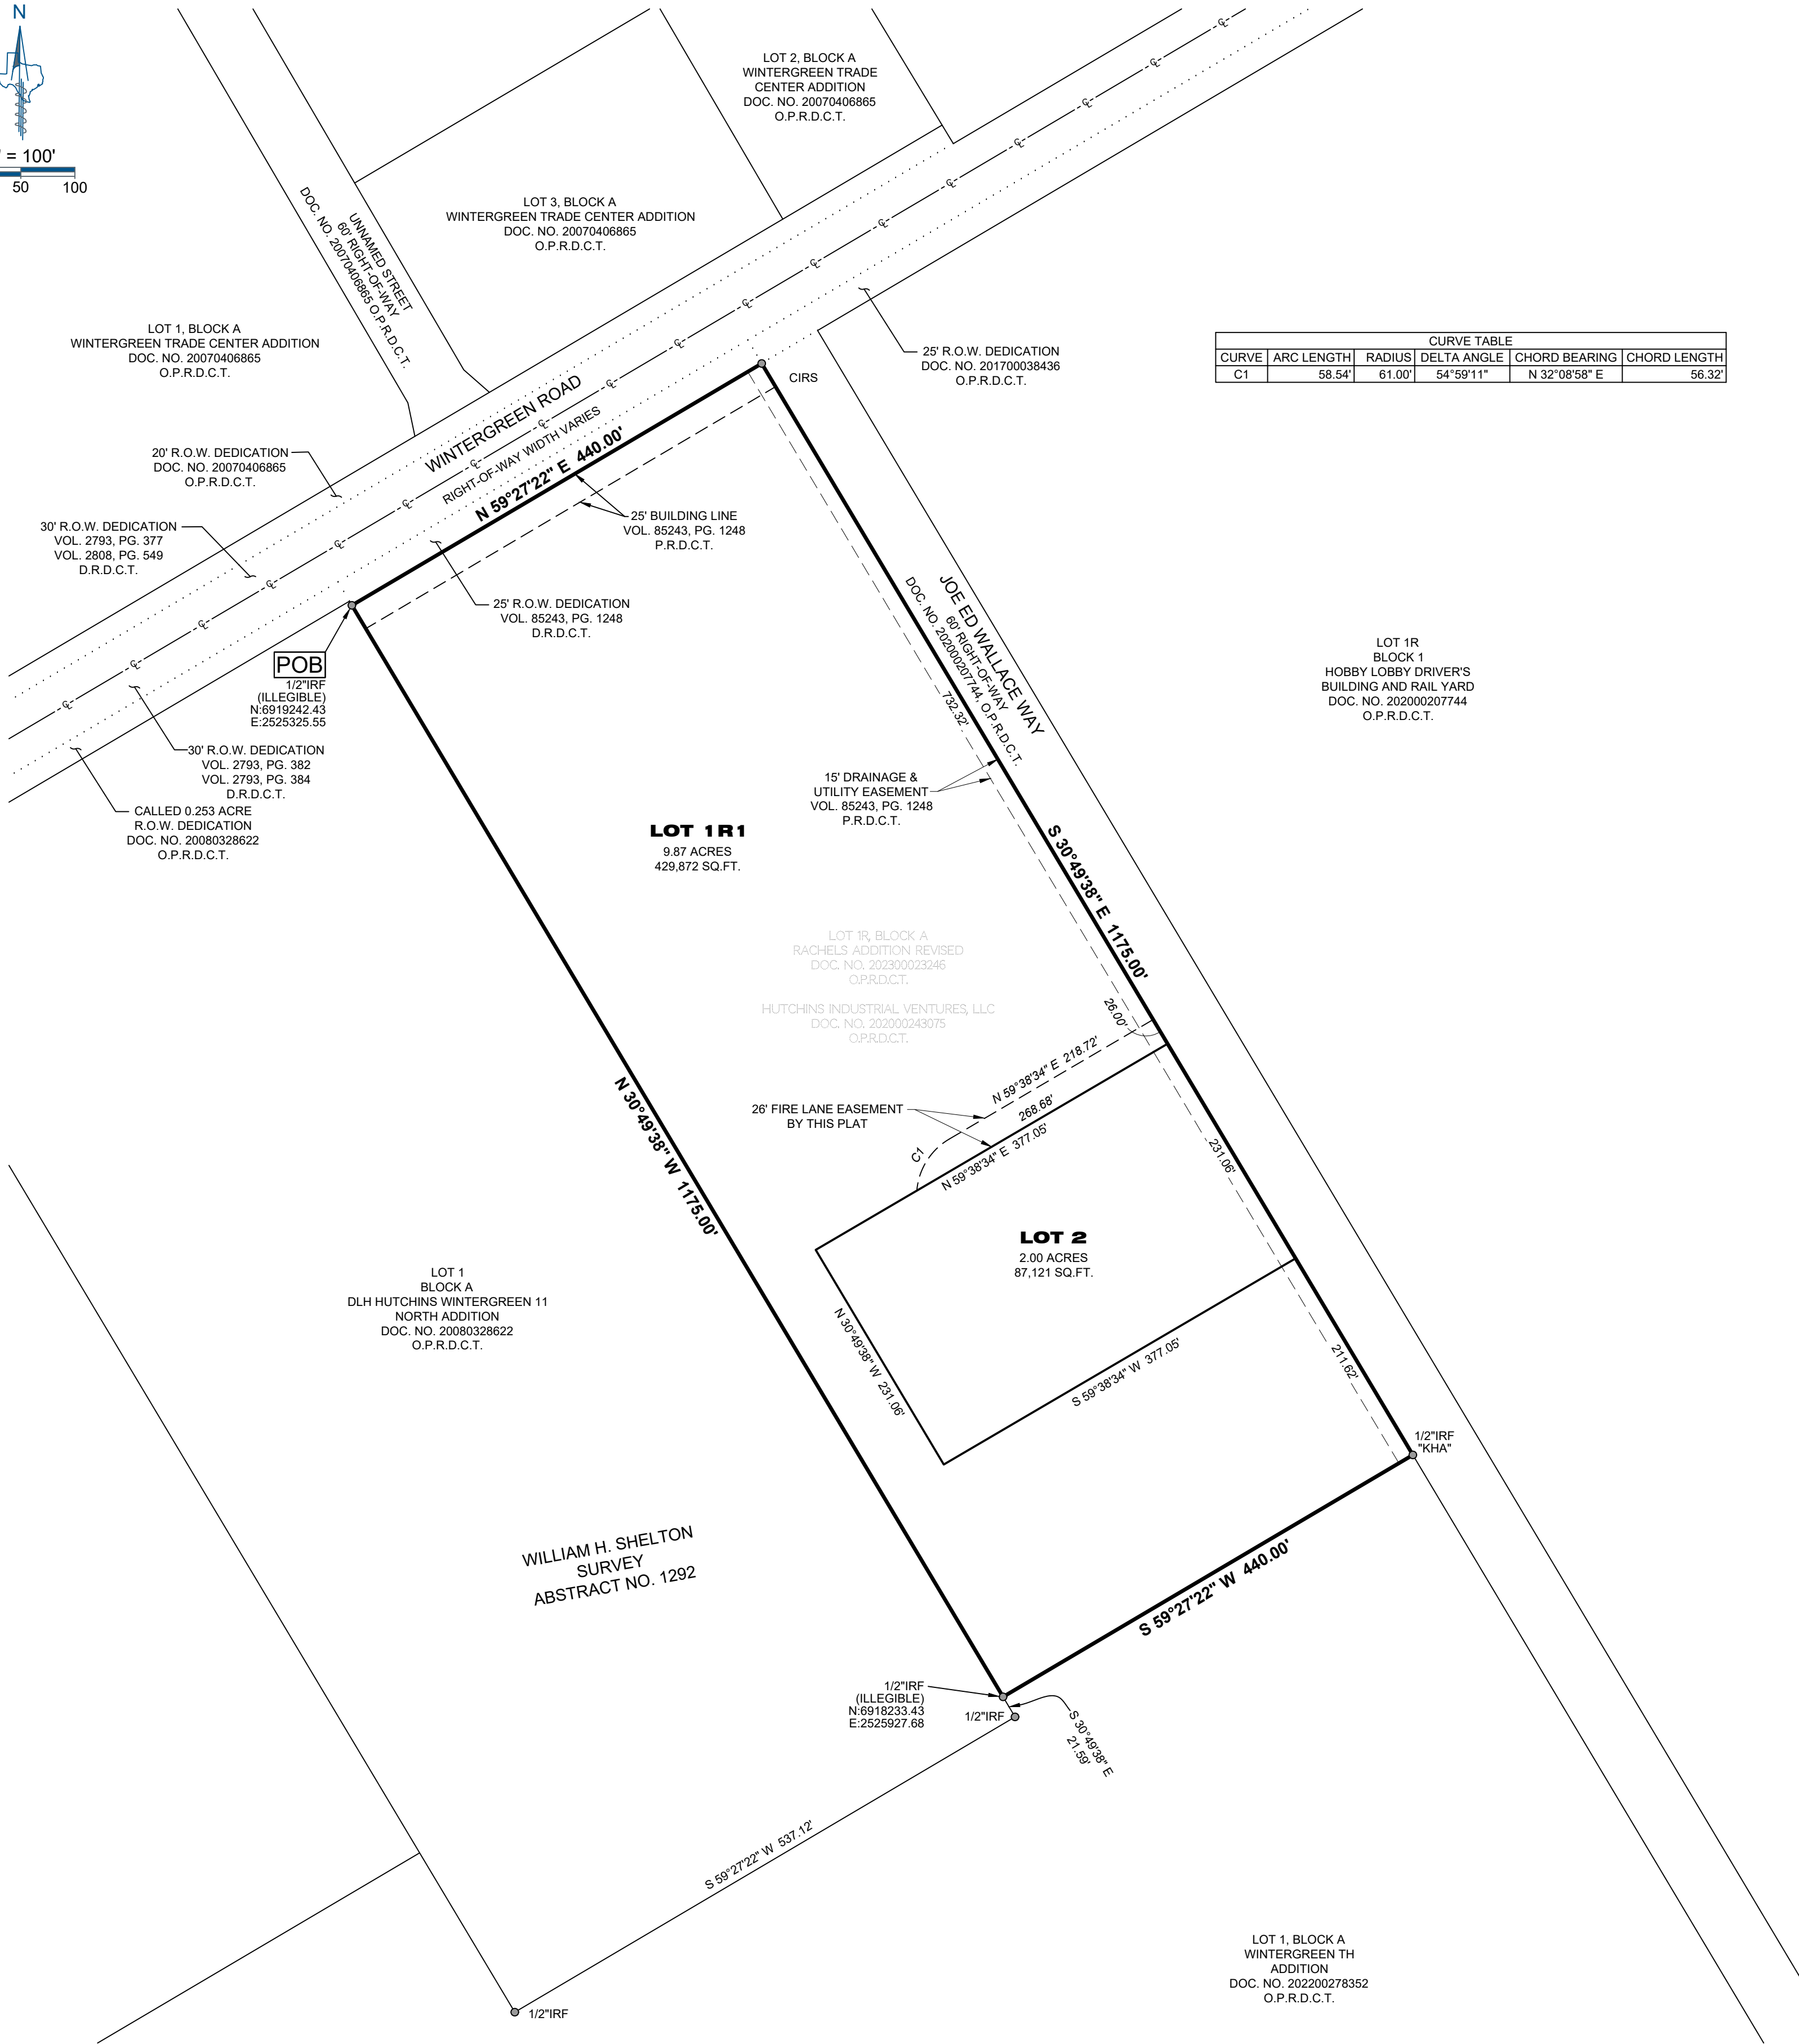 N
' = 100'
50 100
LOT 2, BLOCK A
WINTERGREEN TRADE
CENTER ADDITION
DOC. NO. 20070406865
O.P.R.D.C.T.
UNNAMED STREET
60' RIGHT-OF-WAY
DOC. NO. 20070406865 O.P.R.D.C.T.
LOT 3, BLOCK A
WINTERGREEN TRADE CENTER ADDITION
DOC. NO. 20070406865
O.P.R.D.C.T.
LOT 1, BLOCK A
WINTERGREEN TRADE CENTER ADDITION
DOC. NO. 20070406865
O.P.R.D.C.T.
25' R.O.W. DEDICATION
DOC. NO. 201700038436
O.P.R.D.C.T.
CURVE TABLE
CURVE ARC LENGTH RADIUS DELTA ANGLE CHORD BEARING CHORD LENGTH
C1 58.54' 61.00' 54°59'11" N 32°08'58" E 56.32'
CIRS
WINTERGREEN ROAD
RIGHT-OF-WAY WIDTH VARIES
N 59°27'22" E 440.00'
20' R.O.W. DEDICATION
DOC. NO. 20070406865
O.P.R.D.C.T.
30' R.O.W. DEDICATION
VOL. 2793, PG. 377
VOL. 2808, PG. 549
D.R.D.C.T.
25' BUILDING LINE
VOL. 85243, PG. 1248
P.R.D.C.T.
25' R.O.W. DEDICATION
VOL. 85243, PG. 1248
D.R.D.C.T.
POB
1/2"IRF
(ILLEGIBLE)
N:6919242.43
E:2525325.55
30' R.O.W. DEDICATION
VOL. 2793, PG. 382
VOL. 2793, PG. 384
D.R.D.C.T.
CALLED 0.253 ACRE
R.O.W. DEDICATION
DOC. NO. 20080328622
O.P.R.D.C.T.
JOE ED WALLACE WAY
60' RIGHT-OF-WAY
DOC. NO. 202000207744, O.P.R.D.C.T.
732.32'
LOT 1R
BLOCK 1
HOBBY LOBBY DRIVER'S
BUILDING AND RAIL YARD
DOC. NO. 202000207744
O.P.R.D.C.T.
15' DRAINAGE &
UTILITY EASEMENT
VOL. 85243, PG. 1248
P.R.D.C.T.
LOT 1R1
9.87 ACRES
429,872 SQ.FT.
S 30°49'38" E 1175.00'
LOT 1R, BLOCK A
RACHELS ADDITION REVISED
DOC. NO. 202300023246
O.P.R.D.C.T.
HUTCHINS INDUSTRIAL VENTURES, LLC
DOC. NO. 202000243075
O.P.R.D.C.T.
26.00'
N 59°38'34" E 218.72'
268.68'
N 59°38'34" E 377.05'
26' FIRE LANE EASEMENT
BY THIS PLAT
C1
N 30°49'38" W 1175.00'
231.06'
LOT 2
2.00 ACRES
87,121 SQ.FT.
LOT 1
BLOCK A
DLH HUTCHINS WINTERGREEN 11
NORTH ADDITION
DOC. NO. 20080328622
O.P.R.D.C.T.
N 30°49'38" W 231.06'
S 59°38'34" W 377.05'
211.62'
1/2"IRF
"KHA"
WILLIAM H. SHELTON
SURVEY
ABSTRACT NO. 1292
S 59°27'22" W 440.00'
1/2"IRF
(ILLEGIBLE)
N:6918233.43
E:2525927.68
1/2"IRF
S 30°49'38" E
21.59'
S 59°27'22" W 537.12'
LOT 1, BLOCK A
WINTERGREEN TH
ADDITION
DOC. NO. 202200278352
O.P.R.D.C.T.
1/2"IRF